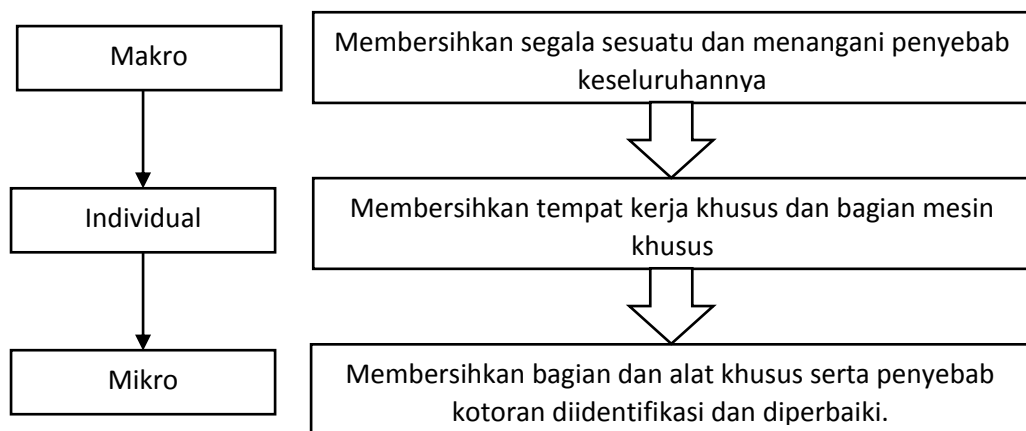 Makro
Membersihkan segala sesuatu dan menangani penyebab
keseluruhannya
Individual
Membersihkan tempat kerja khusus dan bagian mesin
khusus
Mikro
Membersihkan bagian dan alat khusus serta penyebab
kotoran diidentifikasi dan diperbaiki.